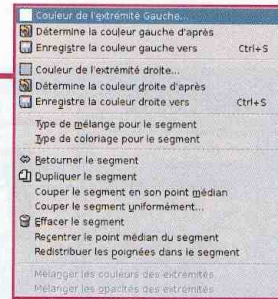 Couleur de l'extrémité Gauche...
Détermine la couleur gauche d'après
Enregistre la couleur gauche vers Ctrl+S
Couleur de l'extrémité droite...
Détermine la couleur droite d'après
Enregistre la couleur droite vers Ctrl+S
Type de mélange pour le segment
Type de coloriage pour le segment
Retourner le segment
Dupliquer le segment
Couper le segment en son point médian
Couper le segment uniformément...
Effacer le segment
Recentrer le point médian du segment
Redistribuer les poignées dans le segment
Mélanger les couleurs des extrémités
Mélanger les opacités des extrémités